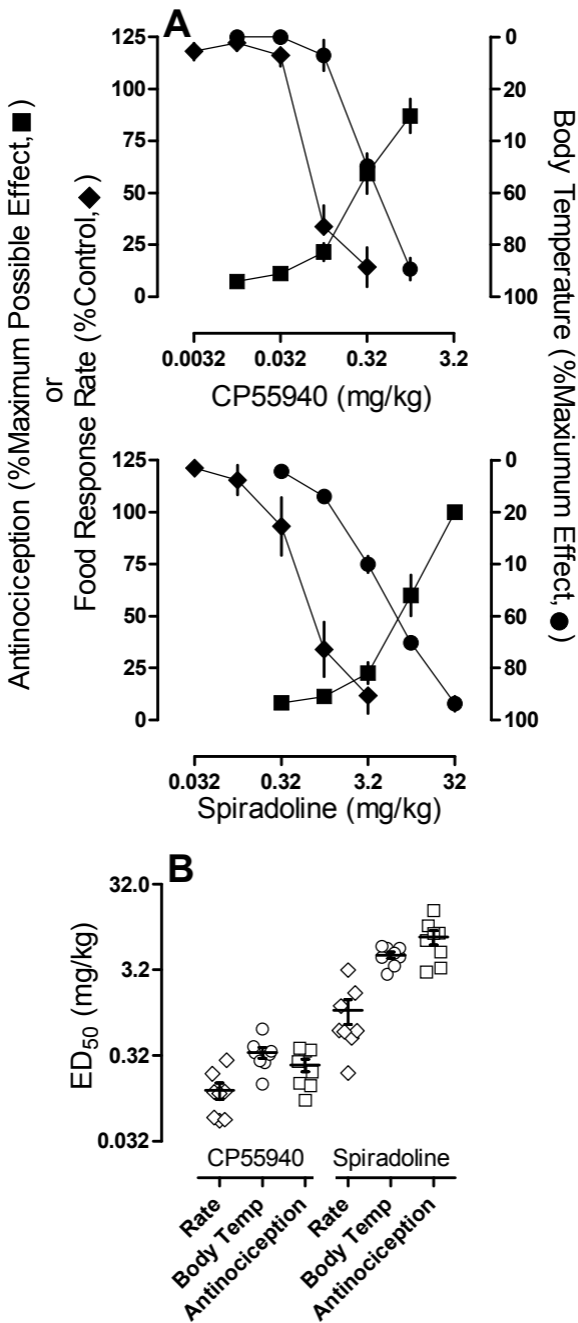 A
Antinociception (%Maximum Possible Effect,■)
or
Food Response Rate (%Control,◆)
125
100
75
50
25
0
0
20
10
60
80
100
0.0032 0.032 0.32 3.2
CP55940 (mg/kg)
Body Temperature (%Maxiumum Effect,●)
125
100
75
50
25
0
0
20
10
60
80
100
0.032 0.32 3.2 32
Spiradoline (mg/kg)
B
ED50 (mg/kg)
32.0
3.2
0.32
0.032
CP55940 Spiradoline
Rate
Body Temp
Antinociception
Rate
Body Temp
Antinociception